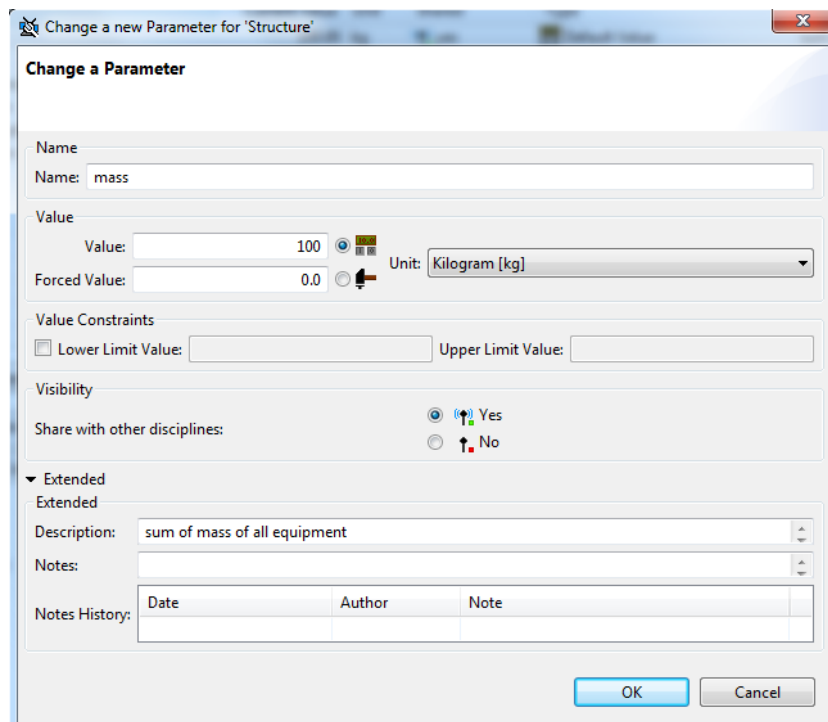 Change a new Parameter for 'Structure'
Change a Parameter
Name
Name: mass
Value
Value: 100
Unit: Kilogram [kg]
Forced Value: 0.0
Value Constraints
Lower Limit Value: Upper Limit Value:
Visibility
Share with other disciplines:
Yes
No
Extended
Extended
Description: sum of mass of all equipment
Notes:
Notes History: Date Author Note
OK Cancel